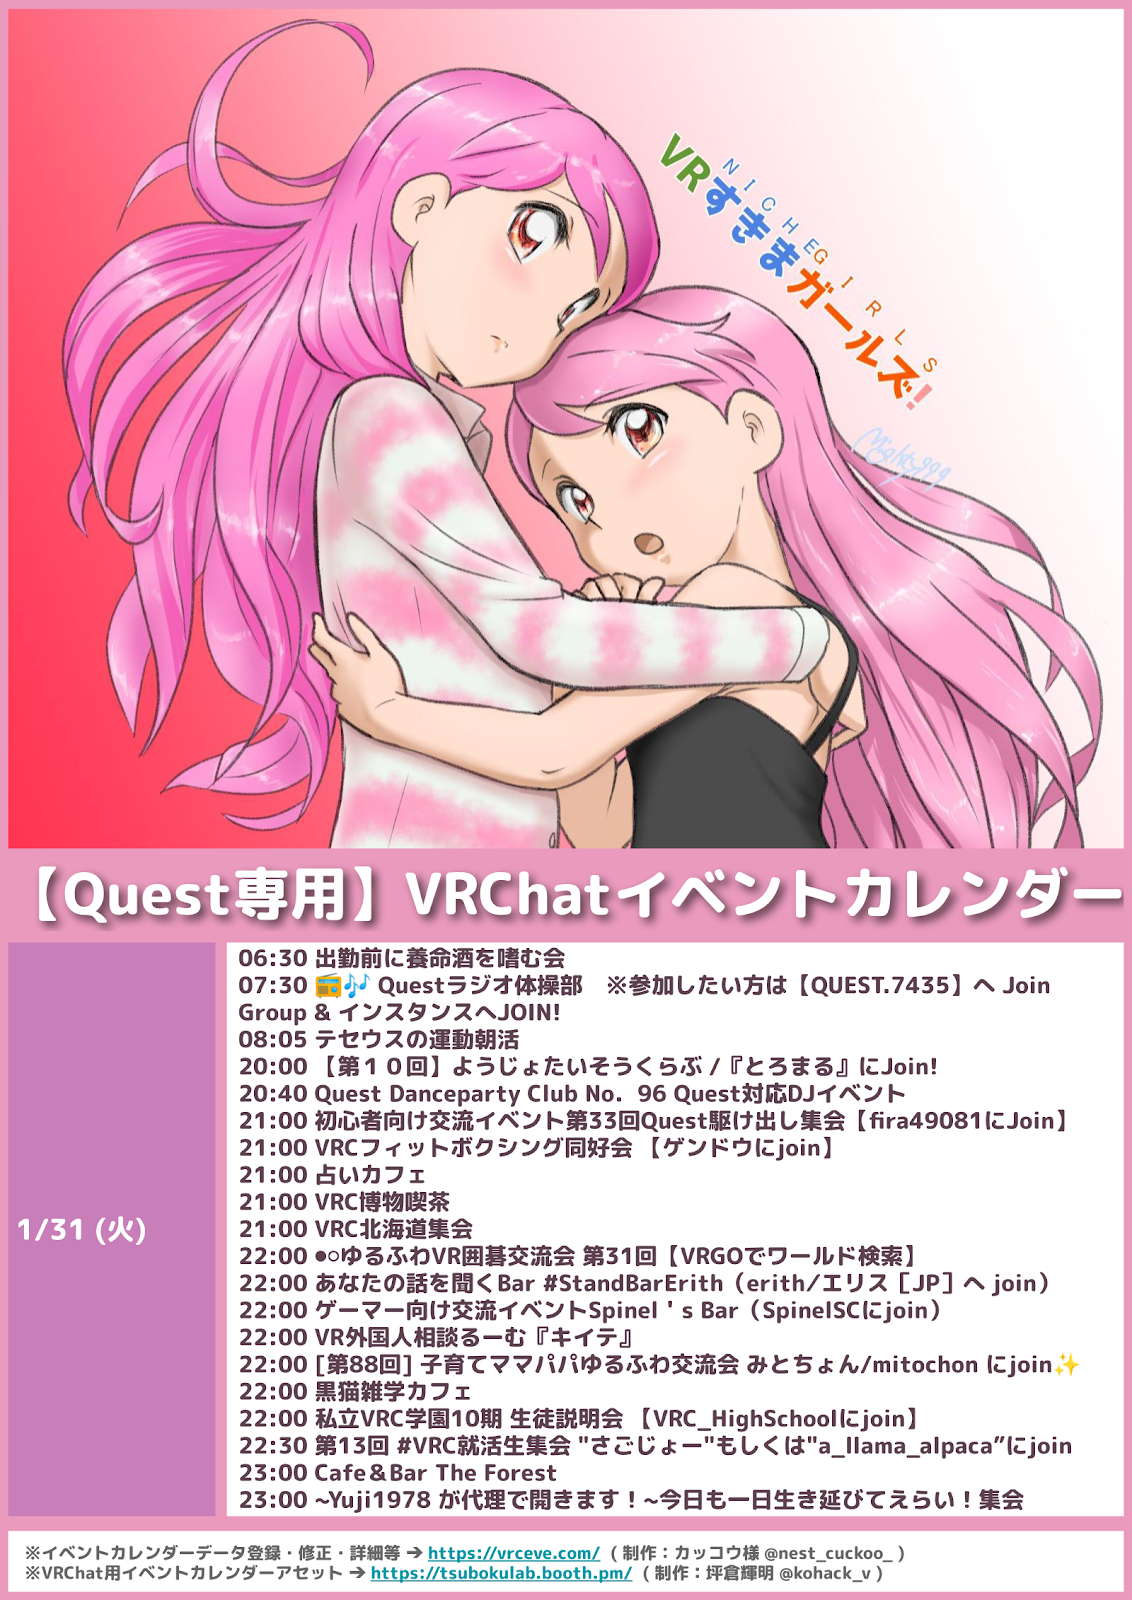 NICHE GIRLS
VRすきまガールズ!
Mighty999
【Quest専用】VRChatイベントカレンダー
1/31 (火)
06:30 出勤前に養命酒を嗜む会
07:30 📻🎶 Questラジオ体操部　※参加したい方は【QUEST.7435】へ Join
Group & インスタンスへJOIN!
08:05 テセウスの運動朝活
20:00 【第１０回】ようじょたいそうくらぶ /『とろまる』にJoin!
20:40 Quest Danceparty Club No．96 Quest対応DJイベント
21:00 初心者向け交流イベント第33回Quest駆け出し集会【fira49081にJoin】
21:00 VRCフィットボクシング同好会 【ゲンドウにjoin】
21:00 占いカフェ
21:00 VRC博物喫茶
21:00 VRC北海道集会
22:00 ●○ゆるふわVR囲碁交流会 第31回【VRGOでワールド検索】
22:00 あなたの話を聞くBar #StandBarErith（erith/エリス［JP］へ join）
22:00 ゲーマー向け交流イベントSpinel＇s Bar（SpinelSCにjoin）
22:00 VR外国人相談るーむ『キイテ』
22:00 [第88回] 子育てママパパゆるふわ交流会 みとちょん/mitochon にjoin✨
22:00 黒猫雑学カフェ
22:00 私立VRC学園10期 生徒説明会 【VRC_HighSchoolにjoin】
22:30 第13回 #VRC就活生集会 "さごじょー"もしくは"a_llama_alpaca”にjoin
23:00 Cafe＆Bar The Forest
23:00 ~Yuji1978 が代理で開きます！~今日も一日生き延びてえらい！集会
※イベントカレンダーデータ登録・修正・詳細等 ➔ https://vrceve.com/ ( 制作：カッコウ様 @nest_cuckoo_ )
※VRChat用イベントカレンダーアセット ➔ https://tsubokulab.booth.pm/ ( 制作：坪倉輝明 @kohack_v )